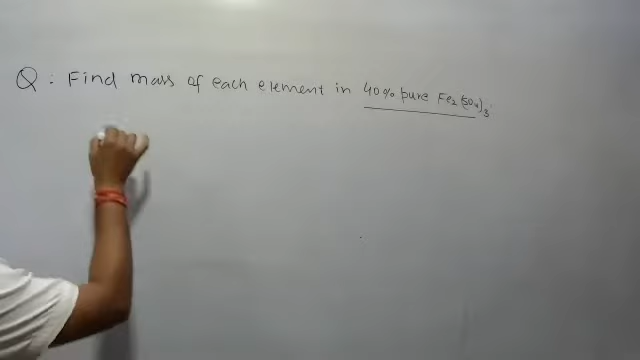 Q : Find mass of each element in 40% pure Fe₂(SO₄)₃.